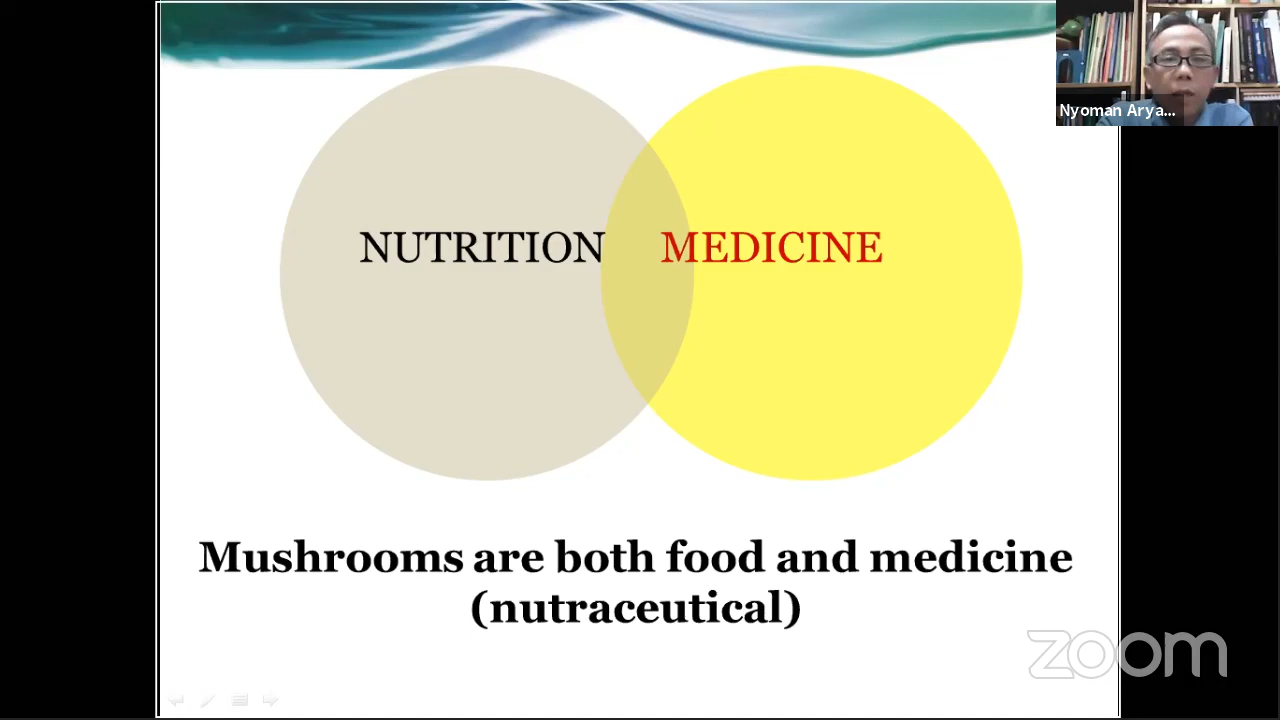 Nyoman Arya...
NUTRITION MEDICINE
Mushrooms are both food and medicine
(nutraceutical)
zoom